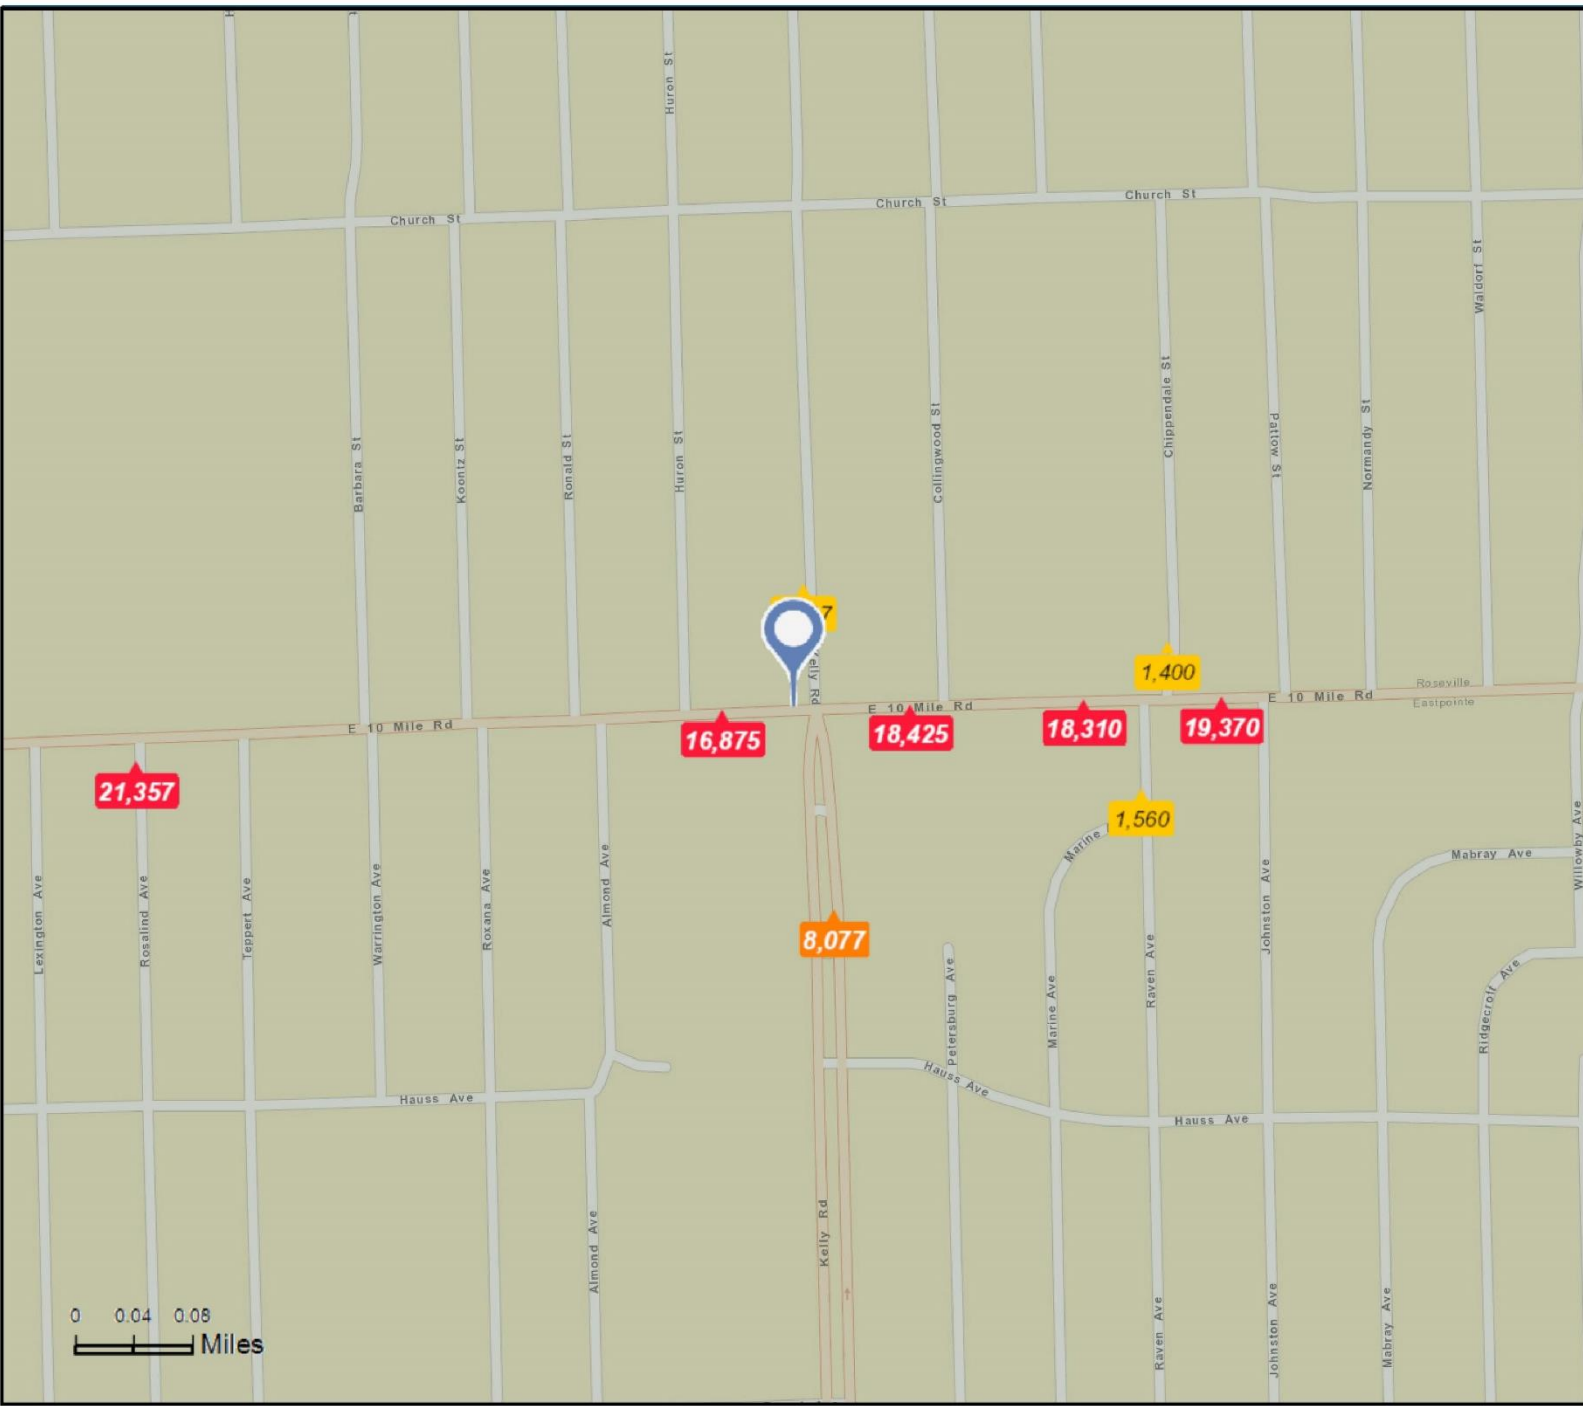 Huron St
Church St
Church St
Church St
Waldorf St
Chippendale St
Barbara St
Koontz St
Ronald St
Huron St
Collingwood St
Pattow St
Normandy St
7
Kelly Rd
1,400
Roseville
Eastpointe
E 10 Mile Rd
E 10 Mile Rd
E 10 Mile Rd
16,875
18,425
18,310
19,370
21,357
1,560
Marine
Mabray Ave
Willowby Ave
Lexington Ave
Rosalind Ave
Teppert Ave
Warrington Ave
Roxana Ave
Almond Ave
8,077
Petersburg Ave
Marine Ave
Raven Ave
Johnston Ave
Ridgecroft Ave
Hauss Ave
Hauss Ave
Hauss Ave
Almond Ave
Kelly Rd
Raven Ave
Johnston Ave
Mabray Ave
0 0.04 0.08
Miles